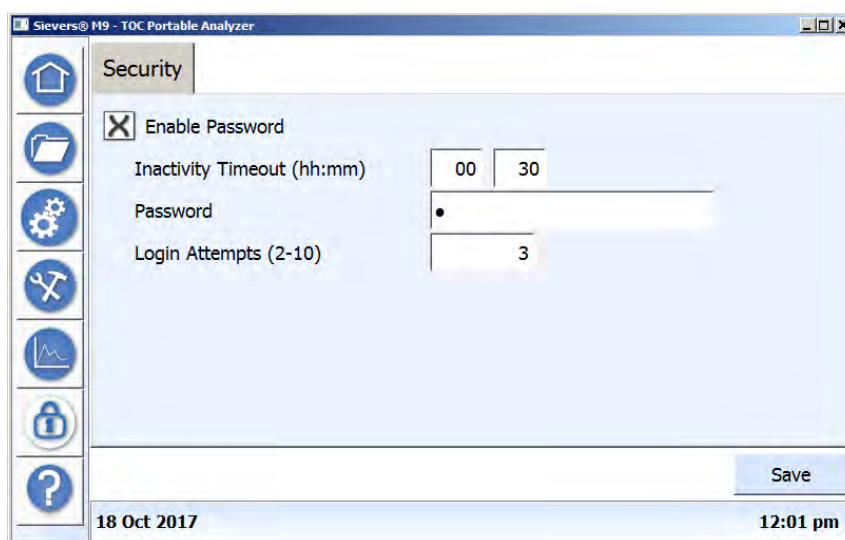 Sievers® M9 - TOC Portable Analyzer
Security
Enable Password
Inactivity Timeout (hh:mm) 00 30
Password •
Login Attempts (2-10) 3
?
Save
18 Oct 2017 12:01 pm